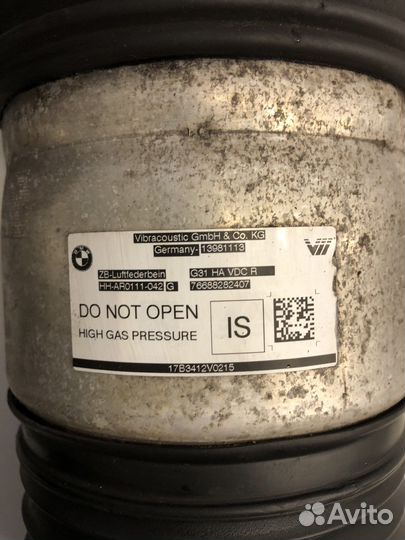 BMW
Vibracoustic GmbH & Co. KG
Germany- 13981113
ZB-Luftfederbein G31 HA VDC R
HH-AR0111-042 G 76688282407
DO NOT OPEN
HIGH GAS PRESSURE
IS
17B3412V0215
Avito